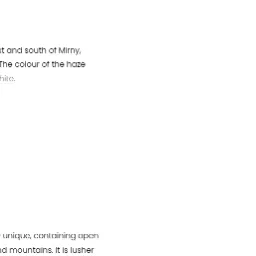 t and south of Mirny,
The colour of the haze
hite.
unique, containing open
d mountains. It is lusher